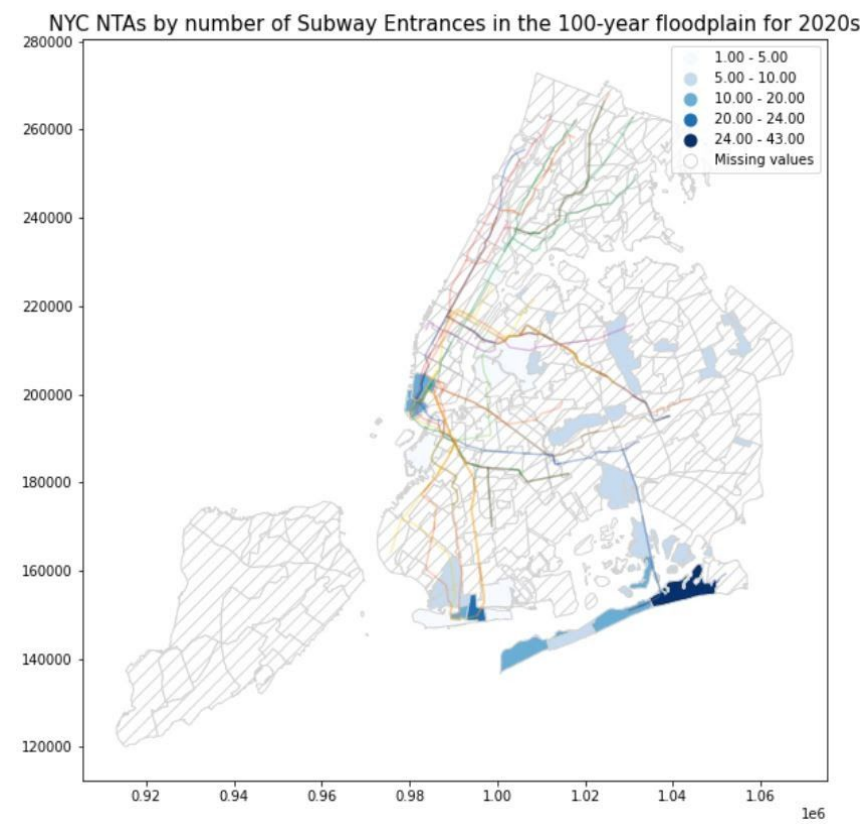 NYC NTAs by number of Subway Entrances in the 100-year floodplain for 2020s
280000
260000
240000
220000
200000
180000
160000
140000
120000
1.00 - 5.00
5.00 - 10.00
10.00 - 20.00
20.00 - 24.00
24.00 - 43.00
Missing values
0.92 0.94 0.96 0.98 1.00 1.02 1.04 1.06
1e6